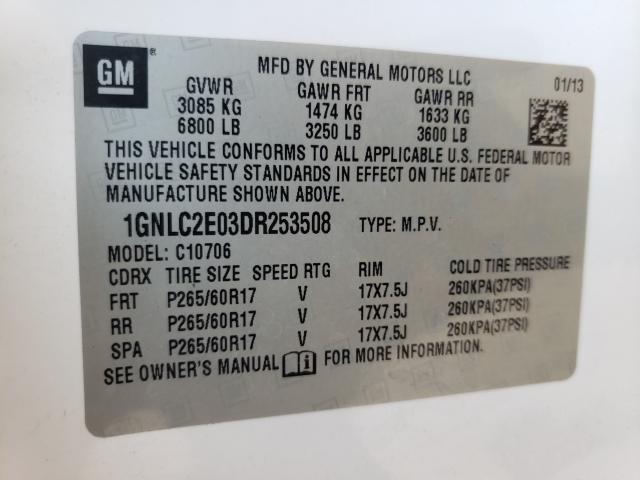 GM ®
MFD BY GENERAL MOTORS LLC 01/13
GVWR GAWR FRT GAWR RR
3085 KG 1474 KG 1633 KG
6800 LB 3250 LB 3600 LB
THIS VEHICLE CONFORMS TO ALL APPLICABLE U.S. FEDERAL MOTOR
VEHICLE SAFETY STANDARDS IN EFFECT ON THE DATE OF
MANUFACTURE SHOWN ABOVE.
1GNLC2E03DR253508 TYPE: M.P.V.
MODEL: C10706
CDRX TIRE SIZE SPEED RTG RIM COLD TIRE PRESSURE
FRT P265/60R17 V 17X7.5J 260KPA(37PSI)
RR P265/60R17 V 17X7.5J 260KPA(37PSI)
SPA P265/60R17 V 17X7.5J 260KPA(37PSI)
SEE OWNER'S MANUAL FOR MORE INFORMATION.